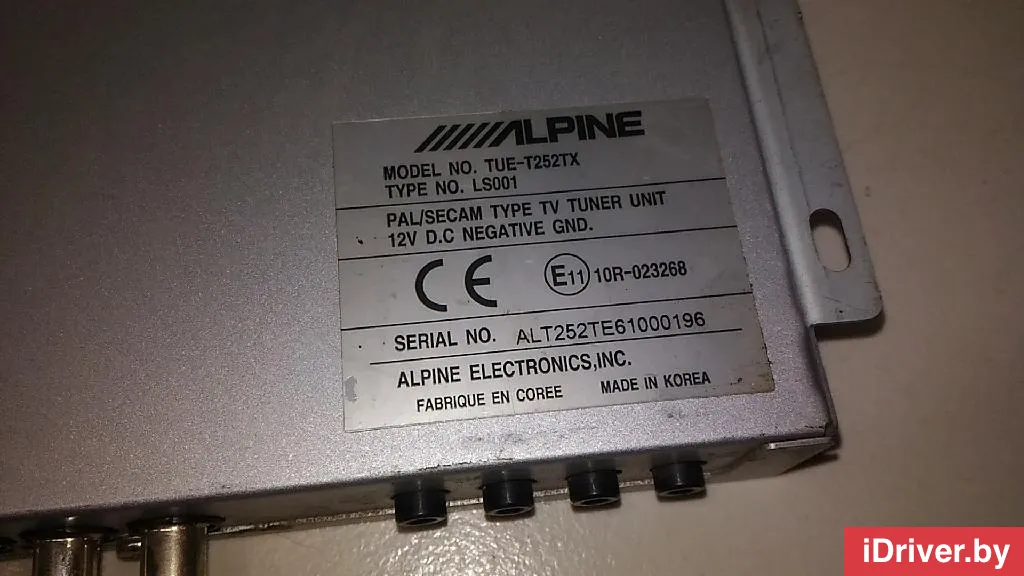 ALPINE
MODEL NO. TUE-T252TX
TYPE NO. LS001
PAL/SECAM TYPE TV TUNER UNIT
12V D.C NEGATIVE GND.
CE E11 10R-023268
SERIAL NO. ALT252TE61000196
ALPINE ELECTRONICS,INC.
FABRIQUE EN COREE MADE IN KOREA
iDriver.by